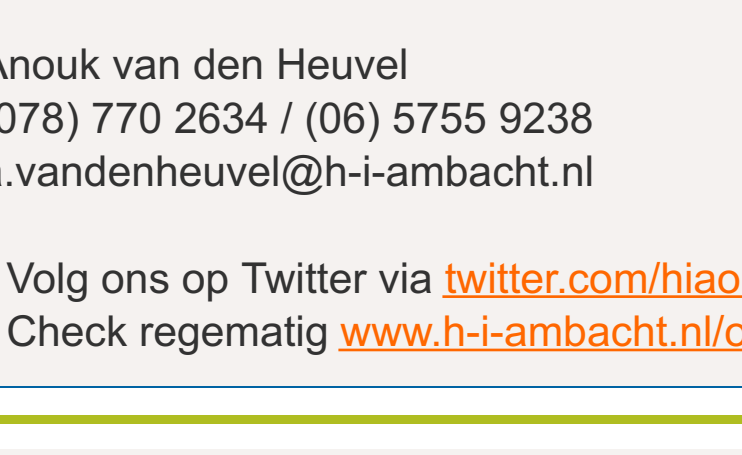 Anouk van den Heuvel
(078) 770 2634 / (06) 5755 9238
a.vandenheuvel@h-i-ambacht.nl
Volg ons op Twitter via twitter.com/hiao
Check regematig www.h-i-ambacht.nl/o